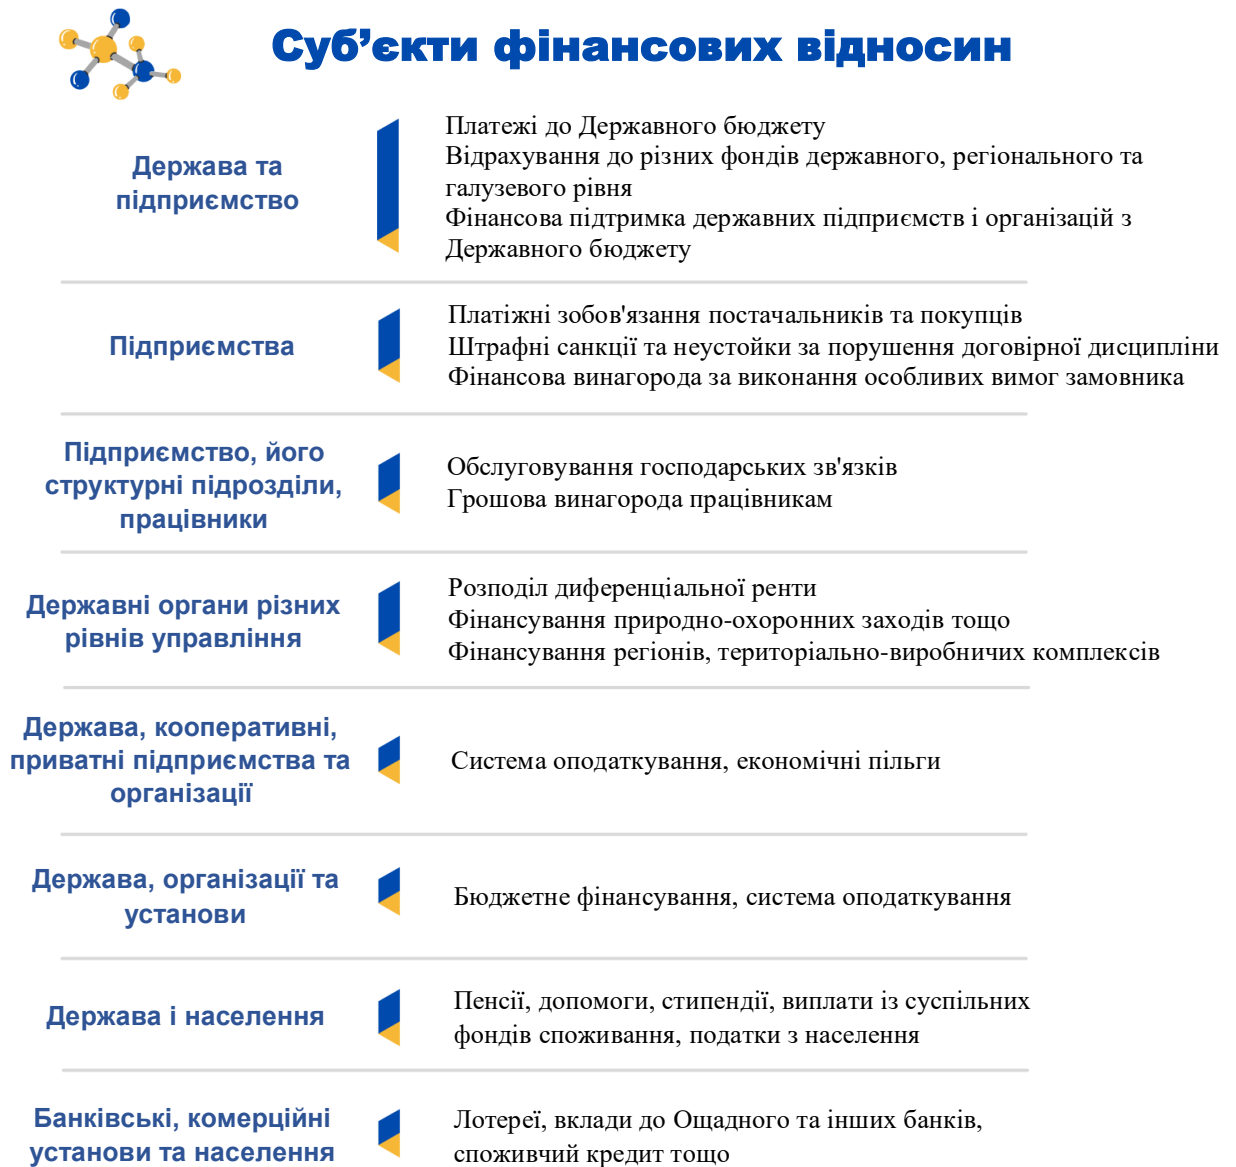 Суб’єкти фінансових відносин
Держава та
підприємство
Платежі до Державного бюджету
Відрахування до різних фондів державного, регіонального та
галузевого рівня
Фінансова підтримка державних підприємств і організацій з
Державного бюджету
Підприємства
Платіжні зобов'язання постачальників та покупців
Штрафні санкції та неустойки за порушення договірної дисципліни
Фінансова винагорода за виконання особливих вимог замовника
Підприємство, його
структурні підрозділи,
працівники
Обслуговування господарських зв'язків
Грошова винагорода працівникам
Державні органи різних
рівнів управління
Розподіл диференціальної ренти
Фінансування природно-охоронних заходів тощо
Фінансування регіонів, територіально-виробничих комплексів
Держава, кооперативні,
приватні підприємства та
організації
Система оподаткування, економічні пільги
Держава, організації та
установи
Бюджетне фінансування, система оподаткування
Держава і населення
Пенсії, допомоги, стипендії, виплати із суспільних
фондів споживання, податки з населення
Банківські, комерційні
установи та населення
Лотереї, вклади до Ощадного та інших банків,
споживчий кредит тощо